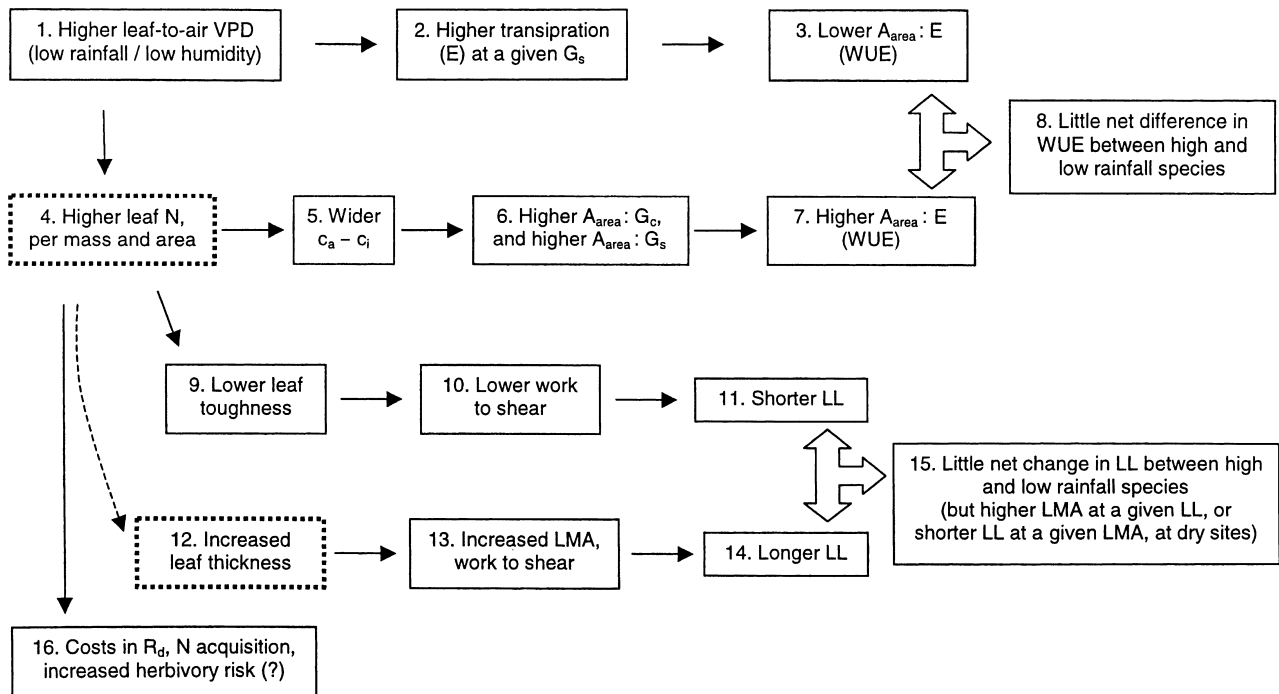 1. Higher leaf-to-air VPD
(low rainfall / low humidity)
2. Higher transipration
(E) at a given Gₛ
3. Lower Aₐᵣₑₐ : E
(WUE)
8. Little net difference in
WUE between high and
low rainfall species
4. Higher leaf N,
per mass and area
5. Wider
cₐ – cᵢ
6. Higher Aₐᵣₑₐ : G꜀,
and higher Aₐᵣₑₐ : Gₛ
7. Higher Aₐᵣₑₐ : E
(WUE)
9. Lower leaf
toughness
10. Lower work
to shear
11. Shorter LL
15. Little net change in LL between high
and low rainfall species
(but higher LMA at a given LL, or
shorter LL at a given LMA, at dry sites)
12. Increased
leaf thickness
13. Increased LMA,
work to shear
14. Longer LL
16. Costs in R_d, N acquisition,
increased herbivory risk (?)